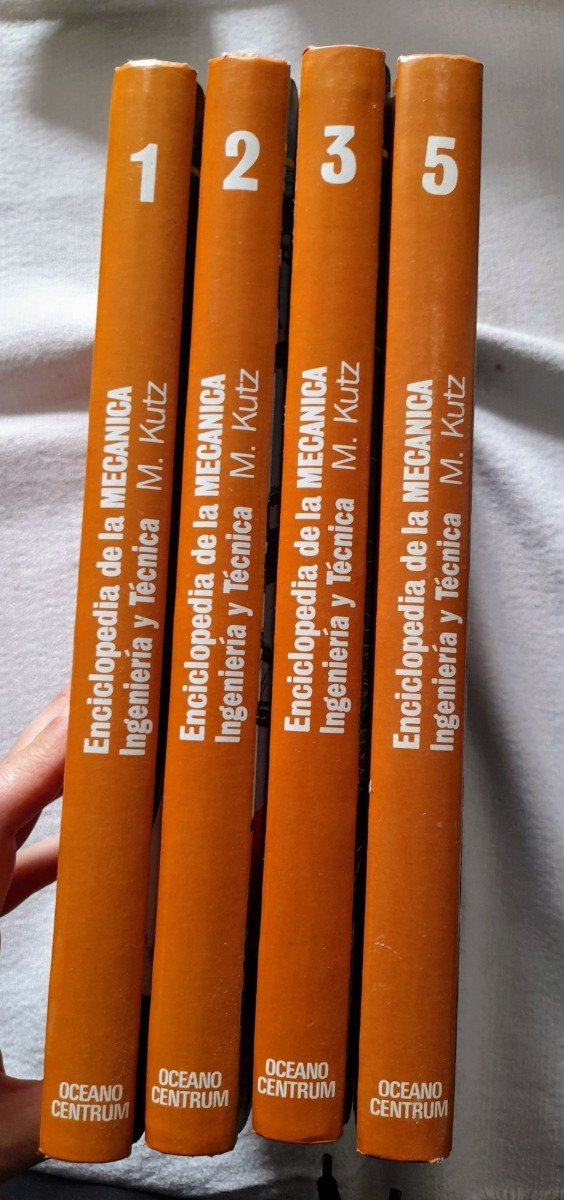 1
Enciclopedia de la MECANICA
Ingeniería y Técnica M. Kutz
OCEANO
CENTRUM
2
Enciclopedia de la MECANICA
Ingeniería y Técnica M. Kutz
OCEANO
CENTRUM
3
Enciclopedia de la MECANICA
Ingeniería y Técnica M. Kutz
OCEANO
CENTRUM
5
Enciclopedia de la MECANICA
Ingeniería y Técnica M. Kutz
OCEANO
CENTRUM